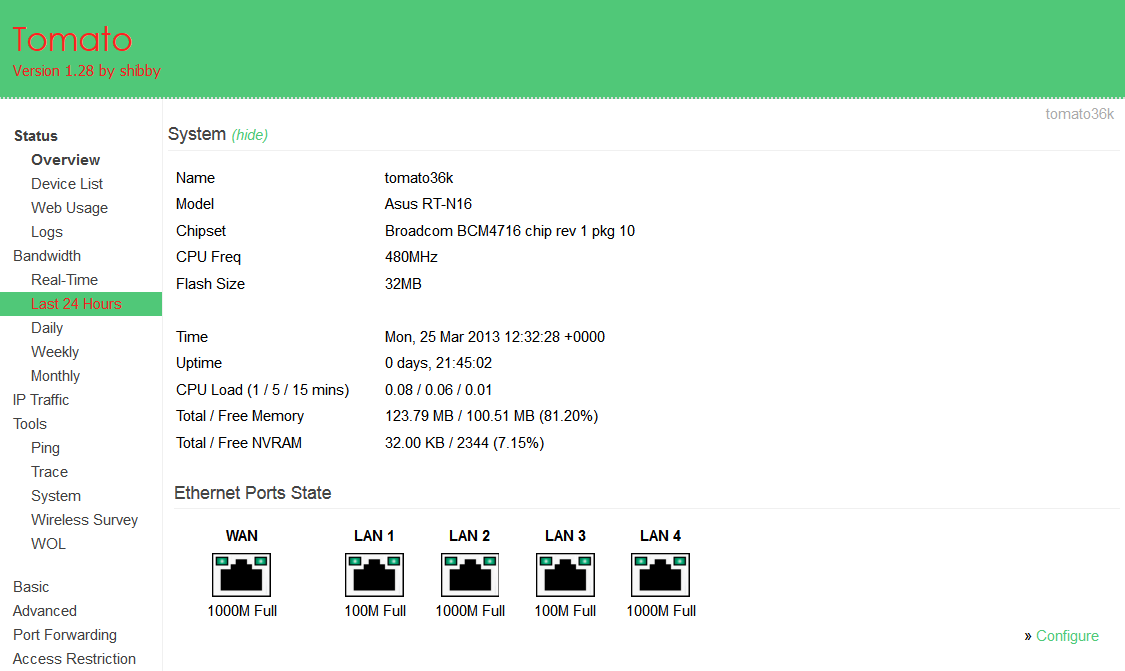 Tomato
Version 1.28 by shibby
tomato36k
Status
Overview
Device List
Web Usage
Logs
Bandwidth
Real-Time
Last 24 Hours
Daily
Weekly
Monthly
IP Traffic
Tools
Ping
Trace
System
Wireless Survey
WOL
Basic
Advanced
Port Forwarding
Access Restriction
System (hide)
Name tomato36k
Model Asus RT-N16
Chipset Broadcom BCM4716 chip rev 1 pkg 10
CPU Freq 480MHz
Flash Size 32MB
Time Mon, 25 Mar 2013 12:32:28 +0000
Uptime 0 days, 21:45:02
CPU Load (1 / 5 / 15 mins) 0.08 / 0.06 / 0.01
Total / Free Memory 123.79 MB / 100.51 MB (81.20%)
Total / Free NVRAM 32.00 KB / 2344 (7.15%)
Ethernet Ports State
WAN LAN 1 LAN 2 LAN 3 LAN 4
1000M Full 100M Full 1000M Full 100M Full 1000M Full
» Configure